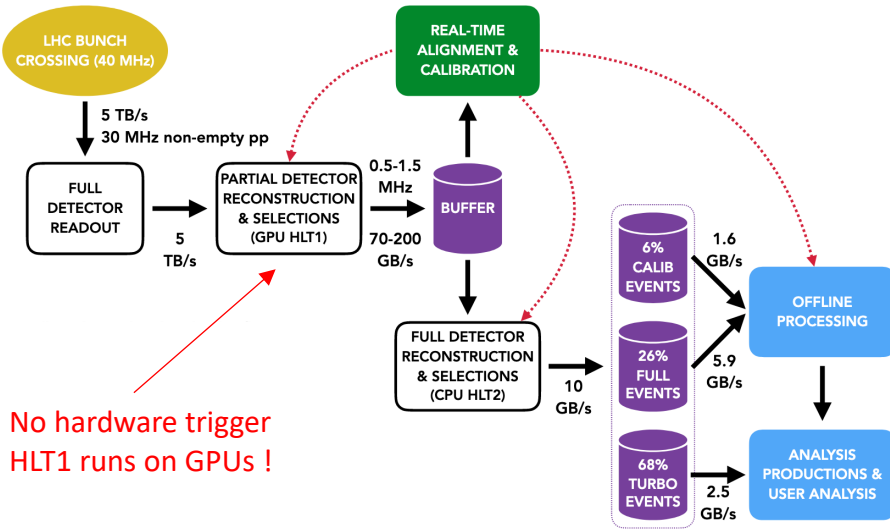 LHC BUNCH
CROSSING (40 MHz)
5 TB/s
30 MHz non-empty pp
FULL
DETECTOR
READOUT
5
TB/s
PARTIAL DETECTOR
RECONSTRUCTION
& SELECTIONS
(GPU HLT1)
0.5-1.5
MHz
70-200
GB/s
REAL-TIME
ALIGNMENT &
CALIBRATION
BUFFER
FULL DETECTOR
RECONSTRUCTION
& SELECTIONS
(CPU HLT2)
10
GB/s
6%
CALIB
EVENTS
1.6
GB/s
26%
FULL
EVENTS
5.9
GB/s
68%
TURBO
EVENTS
2.5
GB/s
OFFLINE
PROCESSING
ANALYSIS
PRODUCTIONS &
USER ANALYSIS
No hardware trigger
HLT1 runs on GPUs !